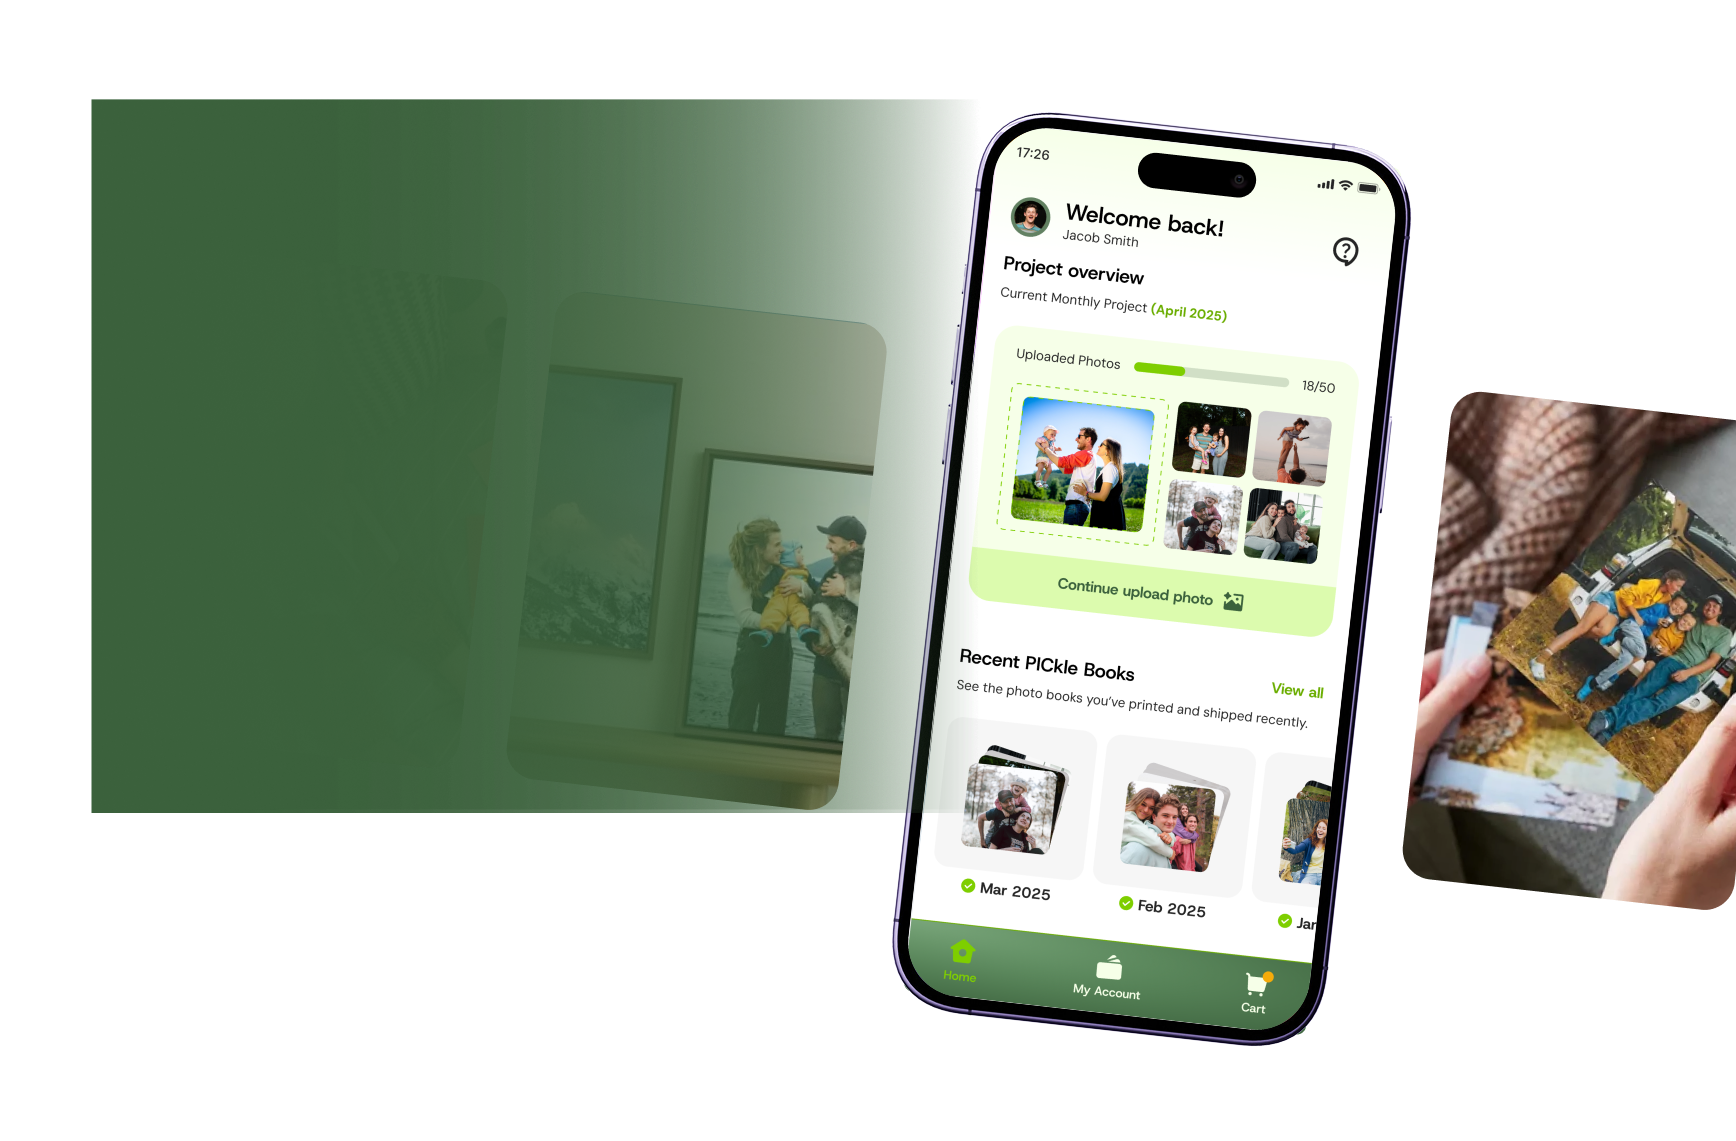 17:26
Welcome back!
Jacob Smith
Project overview
Current Monthly Project (April 2025)
Uploaded Photos
18/50
Continue upload photo
Recent PICkle Books
View all
See the photo books you've printed and shipped recently.
Mar 2025
Feb 2025
Jan
Home
My Account
Cart